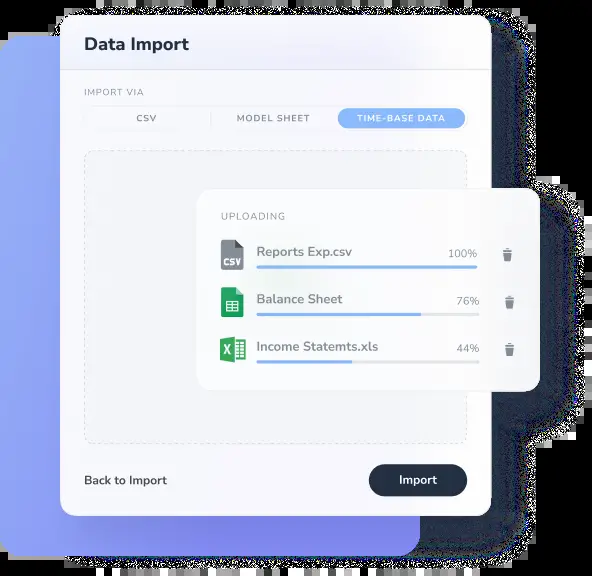 Data Import
IMPORT VIA
CSV MODEL SHEET TIME-BASE DATA
UPLOADING
CSV Reports Exp.csv 100%
Balance Sheet 76%
X Income Statemts.xls 44%
Back to Import Import